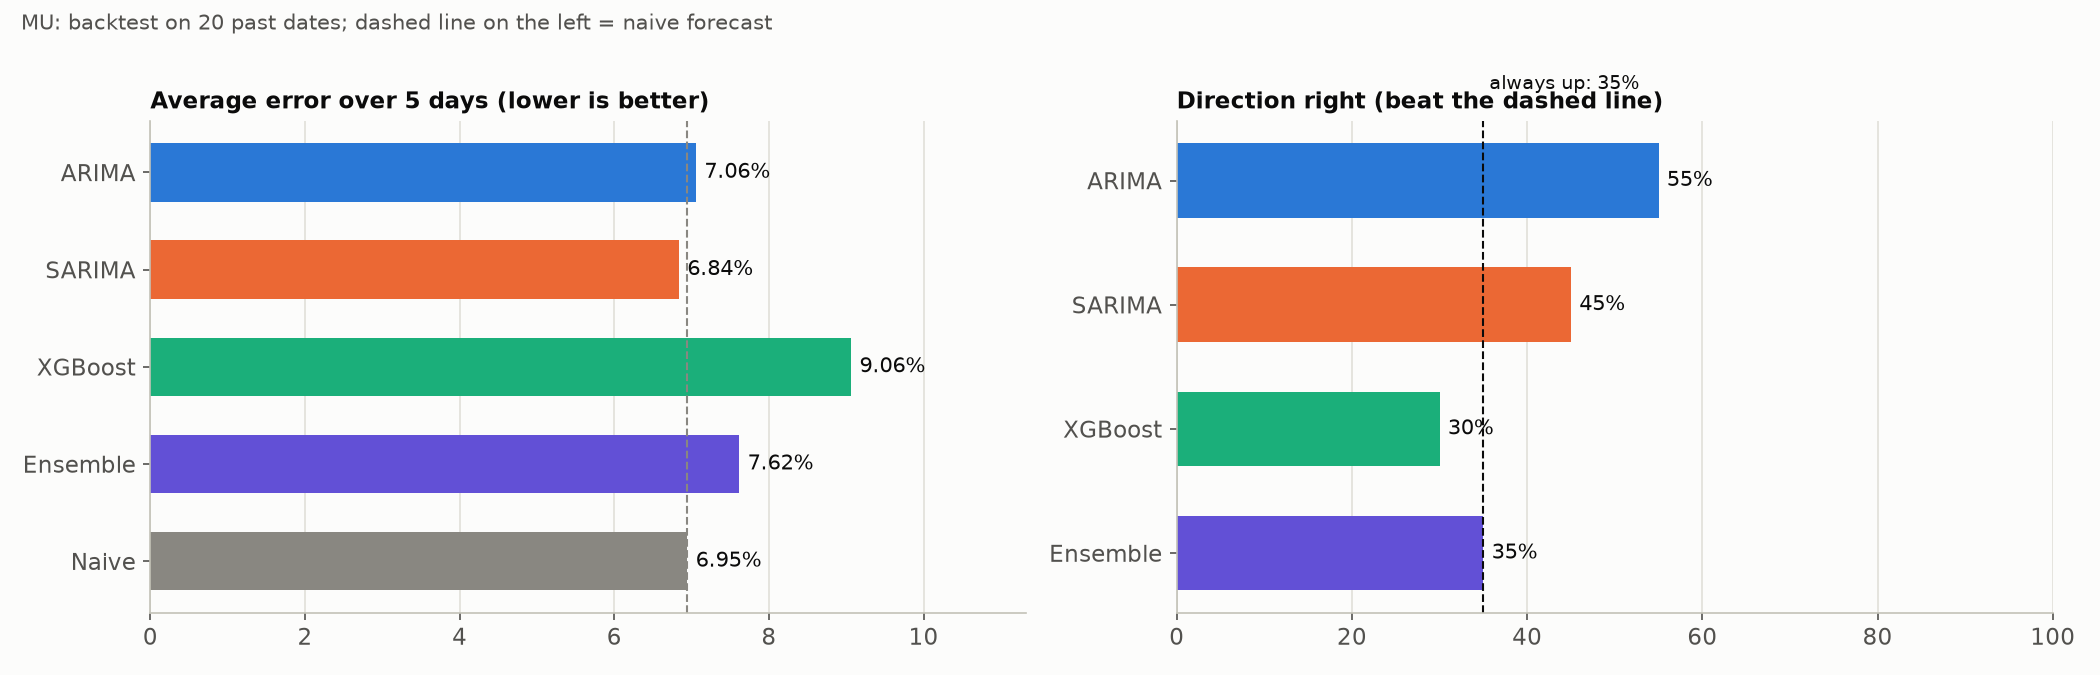 MU: backtest on 20 past dates; dashed line on the left = naive forecast
Average error over 5 days (lower is better)
ARIMA
7.06%
SARIMA
6.84%
XGBoost
9.06%
Ensemble
7.62%
Naive
6.95%
0 2 4 6 8 10
always up: 35%
Direction right (beat the dashed line)
ARIMA
55%
SARIMA
45%
XGBoost
30%
Ensemble
35%
0 20 40 60 80 100